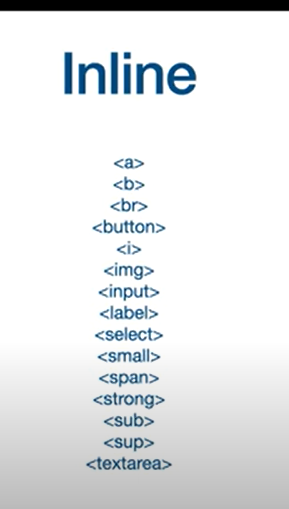 Inline
<a>
<b>
<br>
<button>
<i>
<img>
<input>
<label>
<select>
<small>
<span>
<strong>
<sub>
<sup>
<textarea>